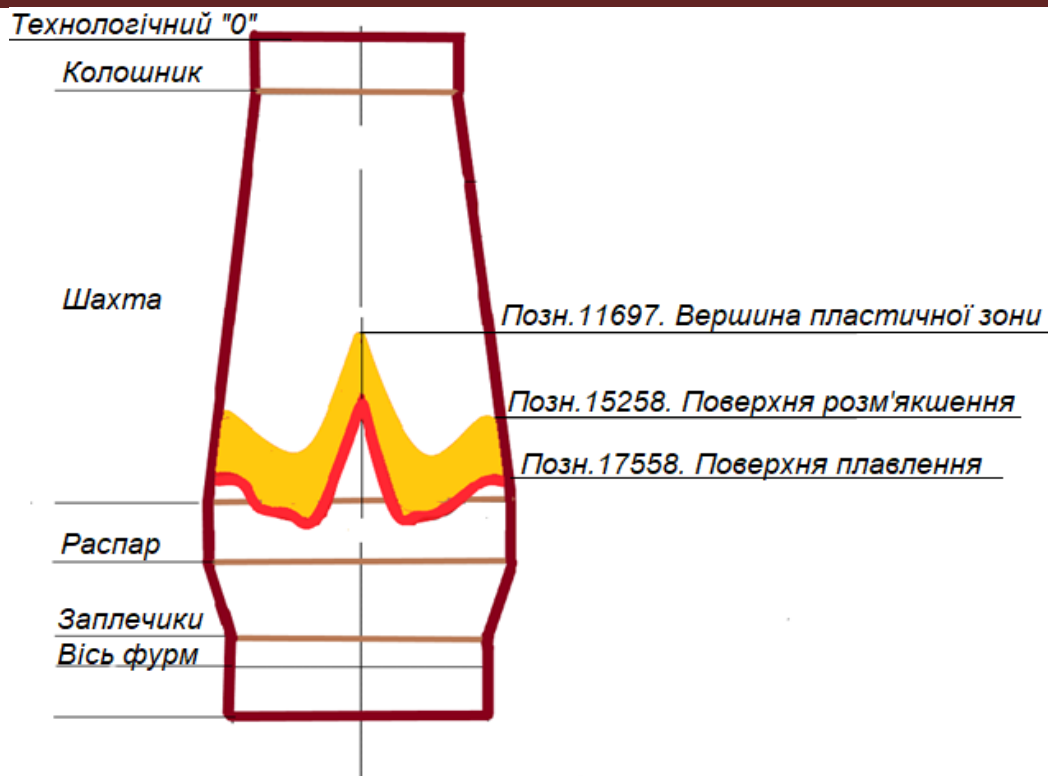 Технологічний "0"
Колошник
Шахта
Позн.11697. Вершина пластичної зони
Позн.15258. Поверхня розм'якшення
Позн.17558. Поверхня плавлення
Распар
Заплечики
Вісь фурм